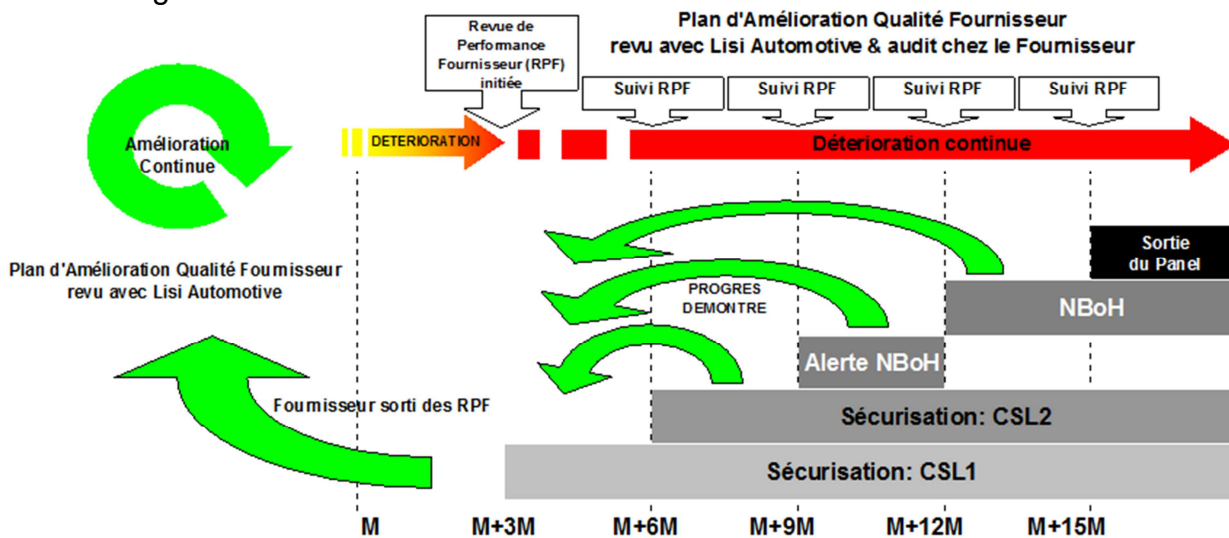 Revue de
Performance
Fournisseur (RPF)
initiée
Plan d'Amélioration Qualité Fournisseur
revu avec Lisi Automotive & audit chez le Fournisseur
Suivi RPF
Suivi RPF
Suivi RPF
Suivi RPF
Amélioration
Continue
DETERIORATION
Détérioration continue
Plan d'Amélioration Qualité Fournisseur
revu avec Lisi Automotive
Sortie
du Panel
PROGRES
DEMONTRE
NBoH
Alerte NBoH
Fournisseur sorti des RPF
Sécurisation: CSL2
Sécurisation: CSL1
M
M+3M
M+6M
M+9M
M+12M
M+15M